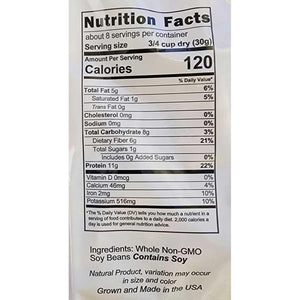 Nutrition Facts
about 8 servings per container
Serving size 3/4 cup dry (30g)
Amount Per Serving
Calories 120
% Daily Value*
Total Fat 5g 6%
Saturated Fat 1g 5%
Trans Fat 0g
Cholesterol 0mg 0%
Sodium 0mg 0%
Total Carbohydrate 8g 3%
Dietary Fiber 6g 21%
Total Sugars 1g
Includes 0g Added Sugars 0%
Protein 11g 22%
Vitamin D 0mcg 0%
Calcium 46mg 4%
Iron 2mg 10%
Potassium 516mg 10%
*The % Daily Value (DV) tells you how much a nutrient in a
serving of food contributes to a daily diet. 2,000 calories a
day is used for general nutrition advice.
Ingredients: Whole Non-GMO
Soy Beans Contains Soy
Natural Product, variation may occur
in size and color
Grown and Made in the USA